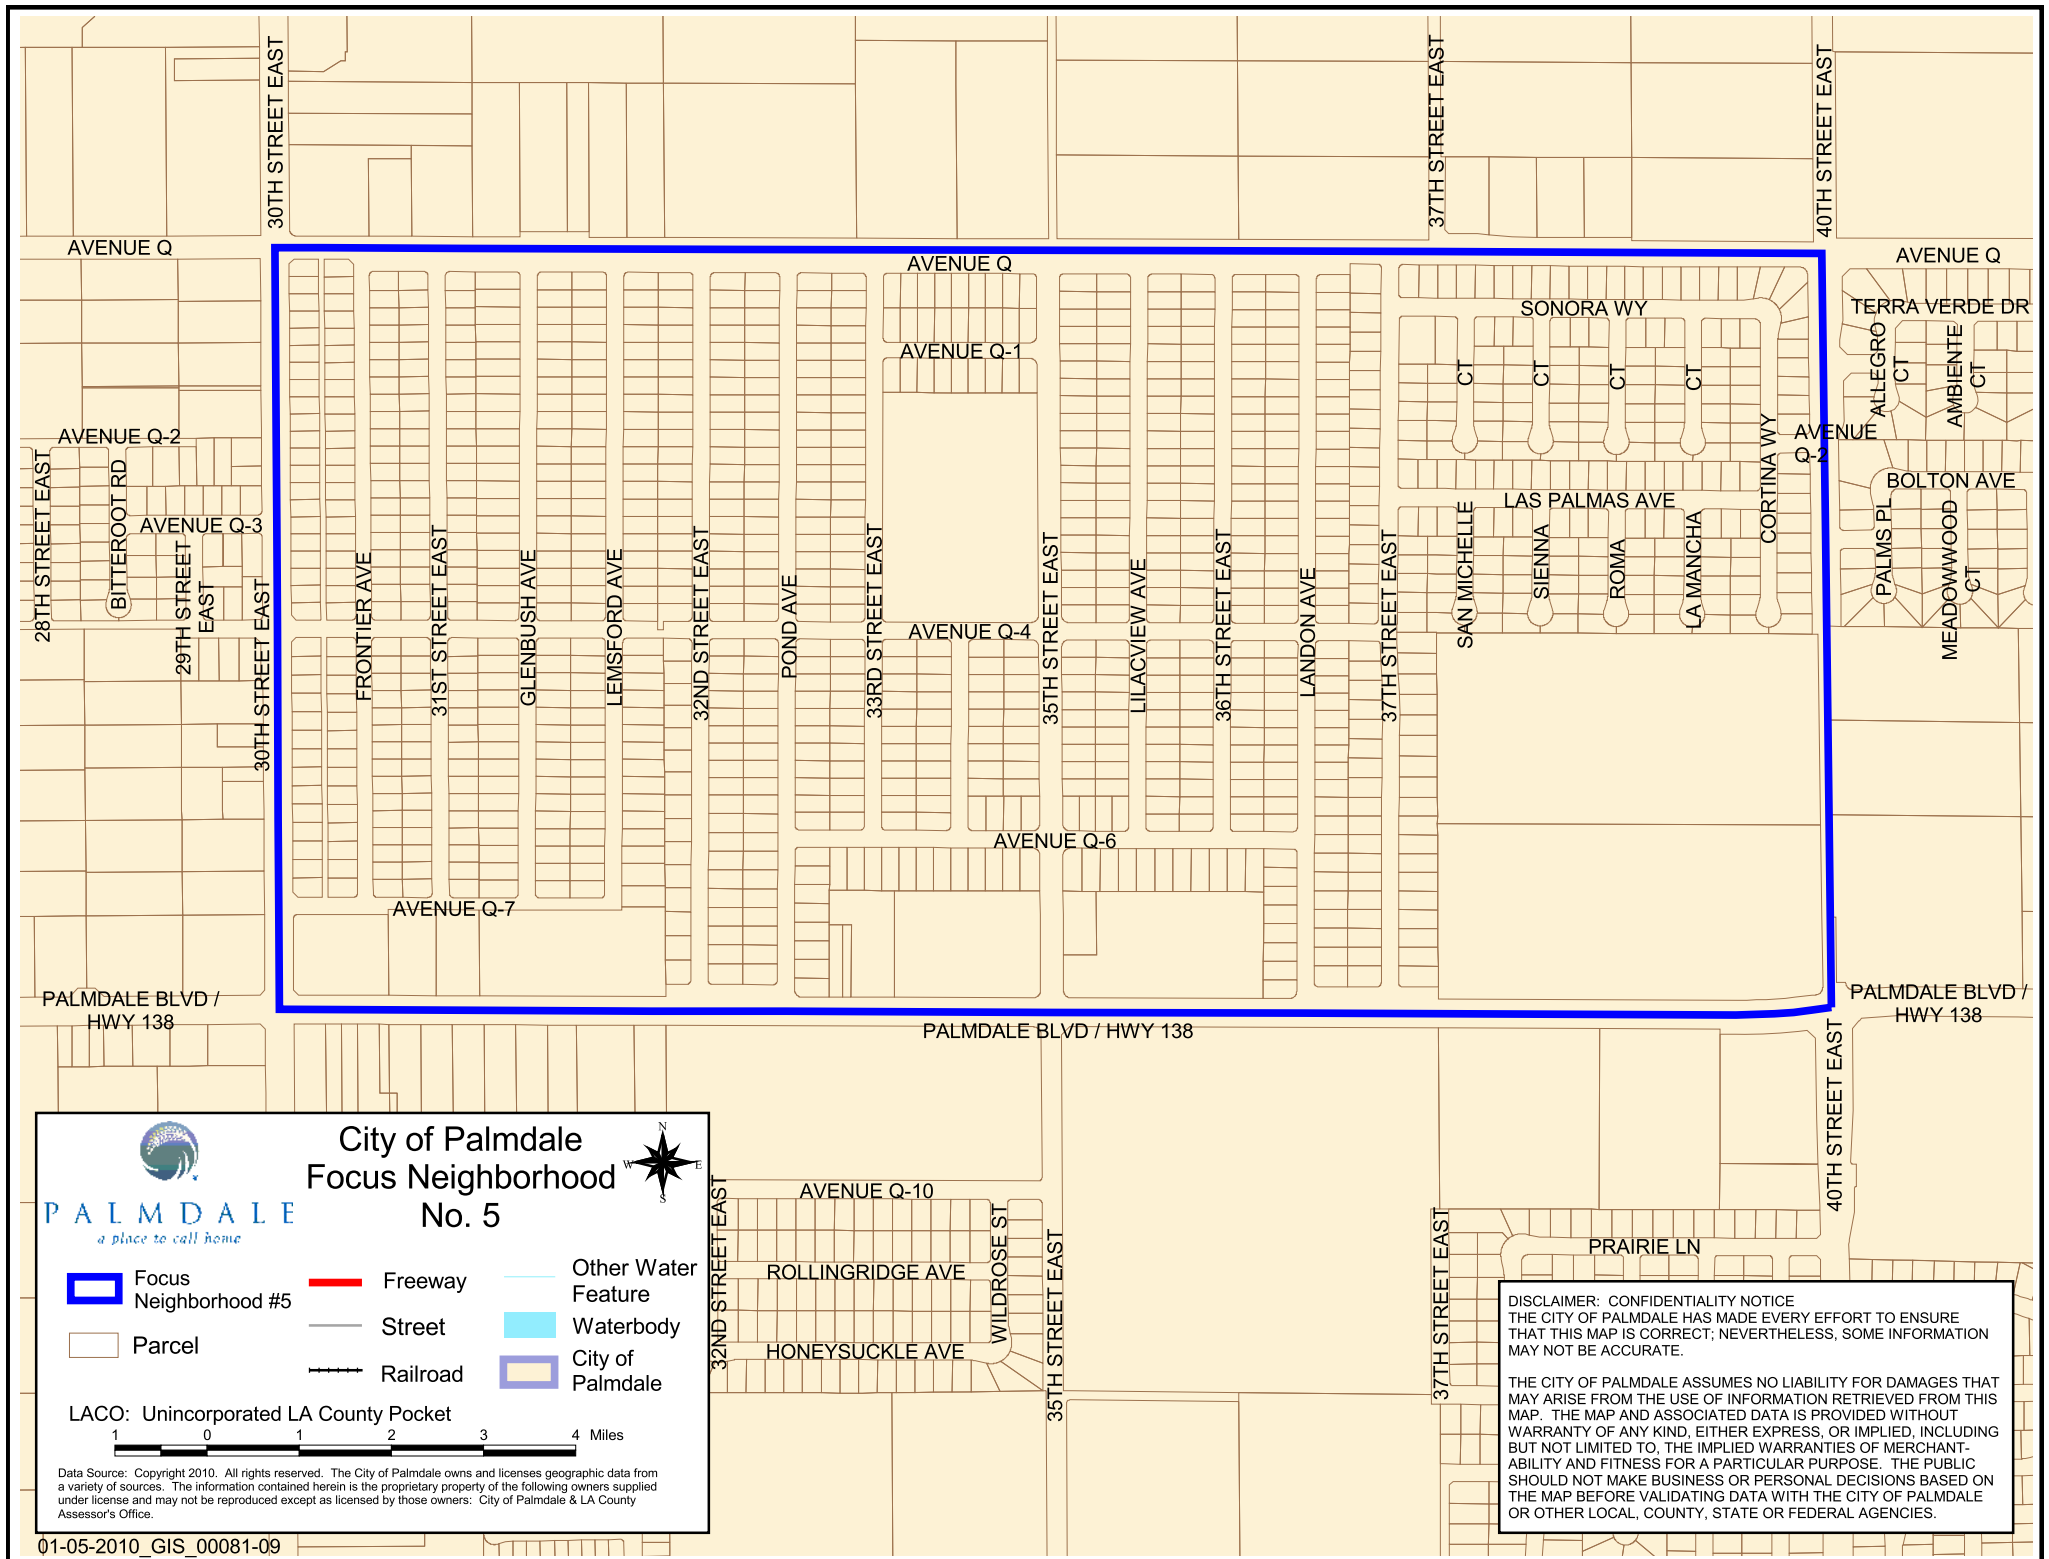 30TH STREET EAST
37TH STREET EAST
40TH STREET EAST
AVENUE Q
AVENUE Q
AVENUE Q
TERRA VERDE DR
SONORA WY
AVENUE Q-1
ALLEGRO
CT
AMBIENTE
CT
CT
CT
CT
CT
CORTINA WY
AVENUE
Q-2
AVENUE Q-2
BOLTON AVE
LAS PALMAS AVE
28TH STREET EAST
BITTEROOT RD
AVENUE Q-3
29TH STREET
EAST
30TH STREET EAST
FRONTIER AVE
31ST STREET EAST
GLENBUSH AVE
LEMSFORD AVE
32ND STREET EAST
POND AVE
33RD STREET EAST
AVENUE Q-4
35TH STREET EAST
LILACVIEW AVE
36TH STREET EAST
LANDON AVE
37TH STREET EAST
SAN MICHELLE
SIENNA
ROMA
LA MANCHA
PALMS PL
MEADOWWOOD
CT
AVENUE Q-6
AVENUE Q-7
PALMDALE BLVD /
HWY 138
PALMDALE BLVD / HWY 138
PALMDALE BLVD /
HWY 138
40TH STREET EAST
32ND STREET EAST
AVENUE Q-10
WILDROSE ST
ROLLINGRIDGE AVE
HONEYSUCKLE AVE
35TH STREET EAST
37TH STREET EAST
PRAIRIE LN
City of Palmdale
Focus Neighborhood
No. 5
N
W
E
S
PALMDALE
a place to call home
Focus
Neighborhood #5
Parcel
Freeway
Street
Railroad
Other Water
Feature
Waterbody
City of
Palmdale
LACO: Unincorporated LA County Pocket
1 0 1 2 3 4 Miles
Data Source: Copyright 2010. All rights reserved. The City of Palmdale owns and licenses geographic data from
a variety of sources. The information contained herein is the proprietary property of the following owners supplied
under license and may not be reproduced except as licensed by those owners: City of Palmdale & LA County
Assessor's Office.
01-05-2010_GIS_00081-09
DISCLAIMER: CONFIDENTIALITY NOTICE
THE CITY OF PALMDALE HAS MADE EVERY EFFORT TO ENSURE
THAT THIS MAP IS CORRECT; NEVERTHELESS, SOME INFORMATION
MAY NOT BE ACCURATE.
THE CITY OF PALMDALE ASSUMES NO LIABILITY FOR DAMAGES THAT
MAY ARISE FROM THE USE OF INFORMATION RETRIEVED FROM THIS
MAP. THE MAP AND ASSOCIATED DATA IS PROVIDED WITHOUT
WARRANTY OF ANY KIND, EITHER EXPRESS, OR IMPLIED, INCLUDING
BUT NOT LIMITED TO, THE IMPLIED WARRANTIES OF MERCHANT-
ABILITY AND FITNESS FOR A PARTICULAR PURPOSE. THE PUBLIC
SHOULD NOT MAKE BUSINESS OR PERSONAL DECISIONS BASED ON
THE MAP BEFORE VALIDATING DATA WITH THE CITY OF PALMDALE
OR OTHER LOCAL, COUNTY, STATE OR FEDERAL AGENCIES.